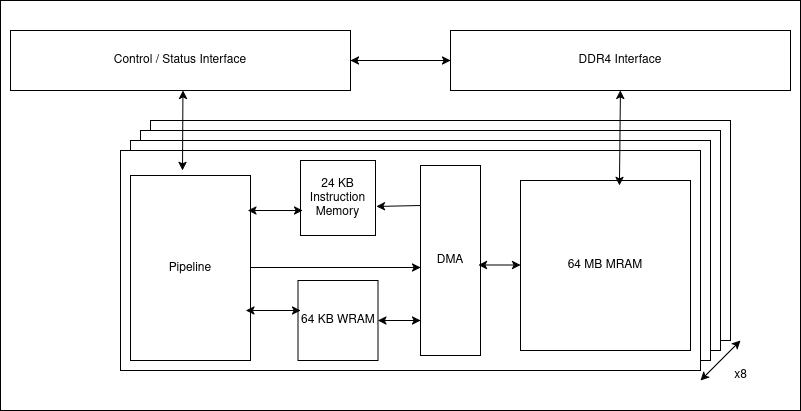 Control / Status Interface
DDR4 Interface
24 KB
Instruction
Memory
Pipeline
DMA
64 MB MRAM
64 KB WRAM
x8